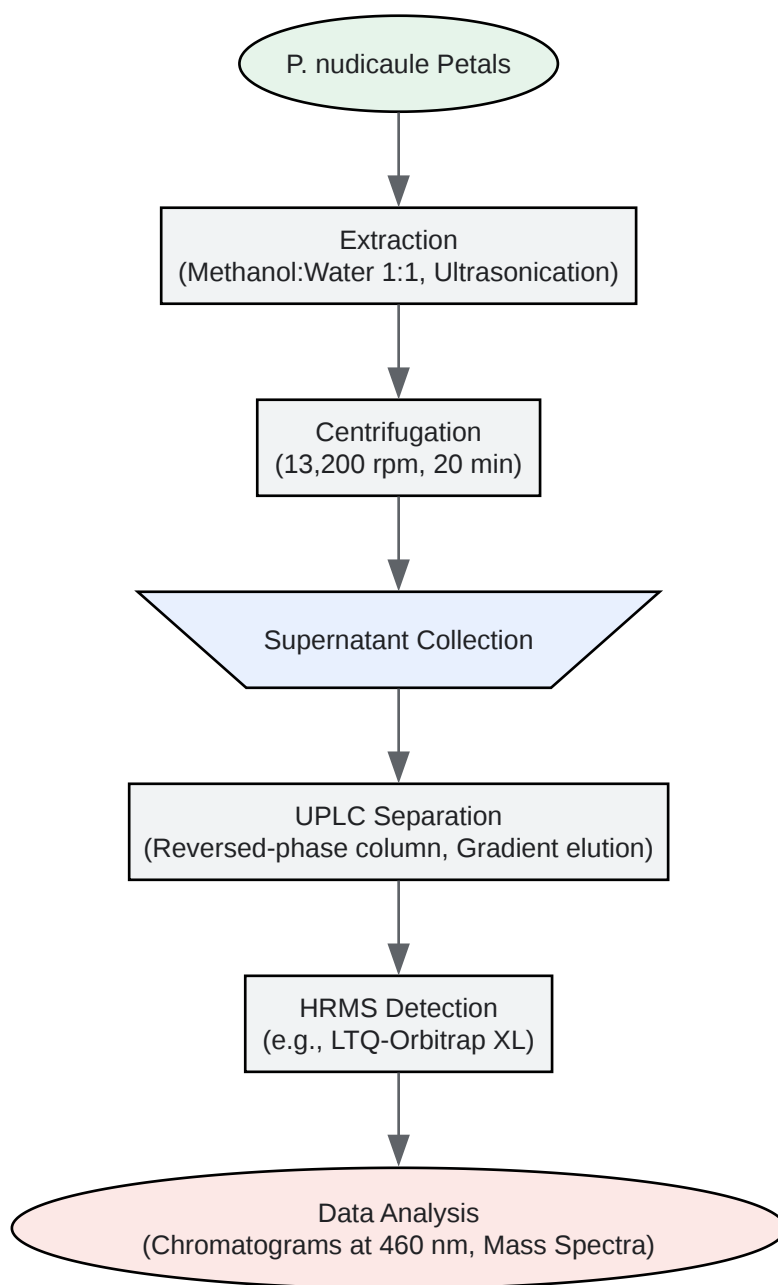 P. nudicaule Petals
Extraction
(Methanol:Water 1:1, Ultrasonication)
Centrifugation
(13,200 rpm, 20 min)
Supernatant Collection
UPLC Separation
(Reversed-phase column, Gradient elution)
HRMS Detection
(e.g., LTQ-Orbitrap XL)
Data Analysis
(Chromatograms at 460 nm, Mass Spectra)